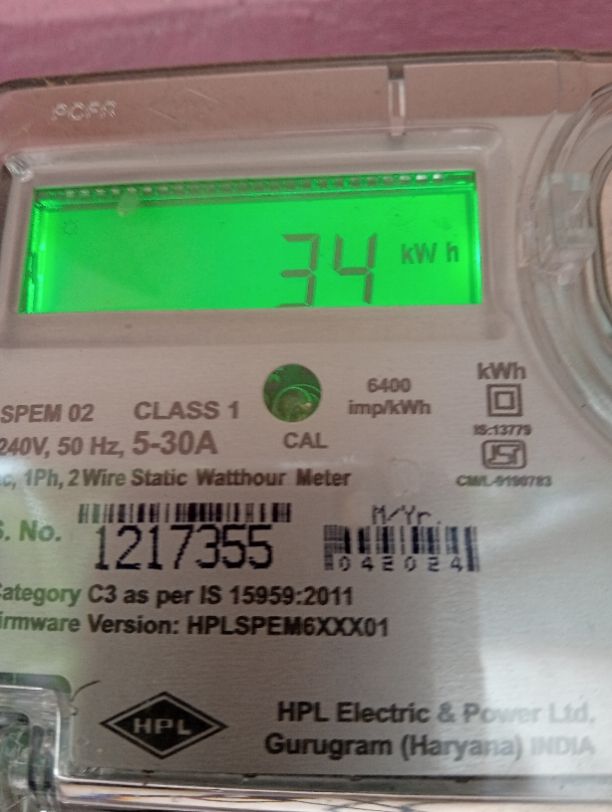 34 kWh
SPEM 02 CLASS 1
6400
imp/kWh
kWh
240V, 50 Hz, 5-30A
CAL
IS:13779
1Ph, 2 Wire Static Watthour Meter
CM/L-9190783
S. No. 1217355
M/Yr.
042024
Category C3 as per IS 15959:2011
Firmware Version: HPLSPEM6XXX01
HPL
HPL Electric & Power Ltd.
Gurugram (Haryana) INDIA